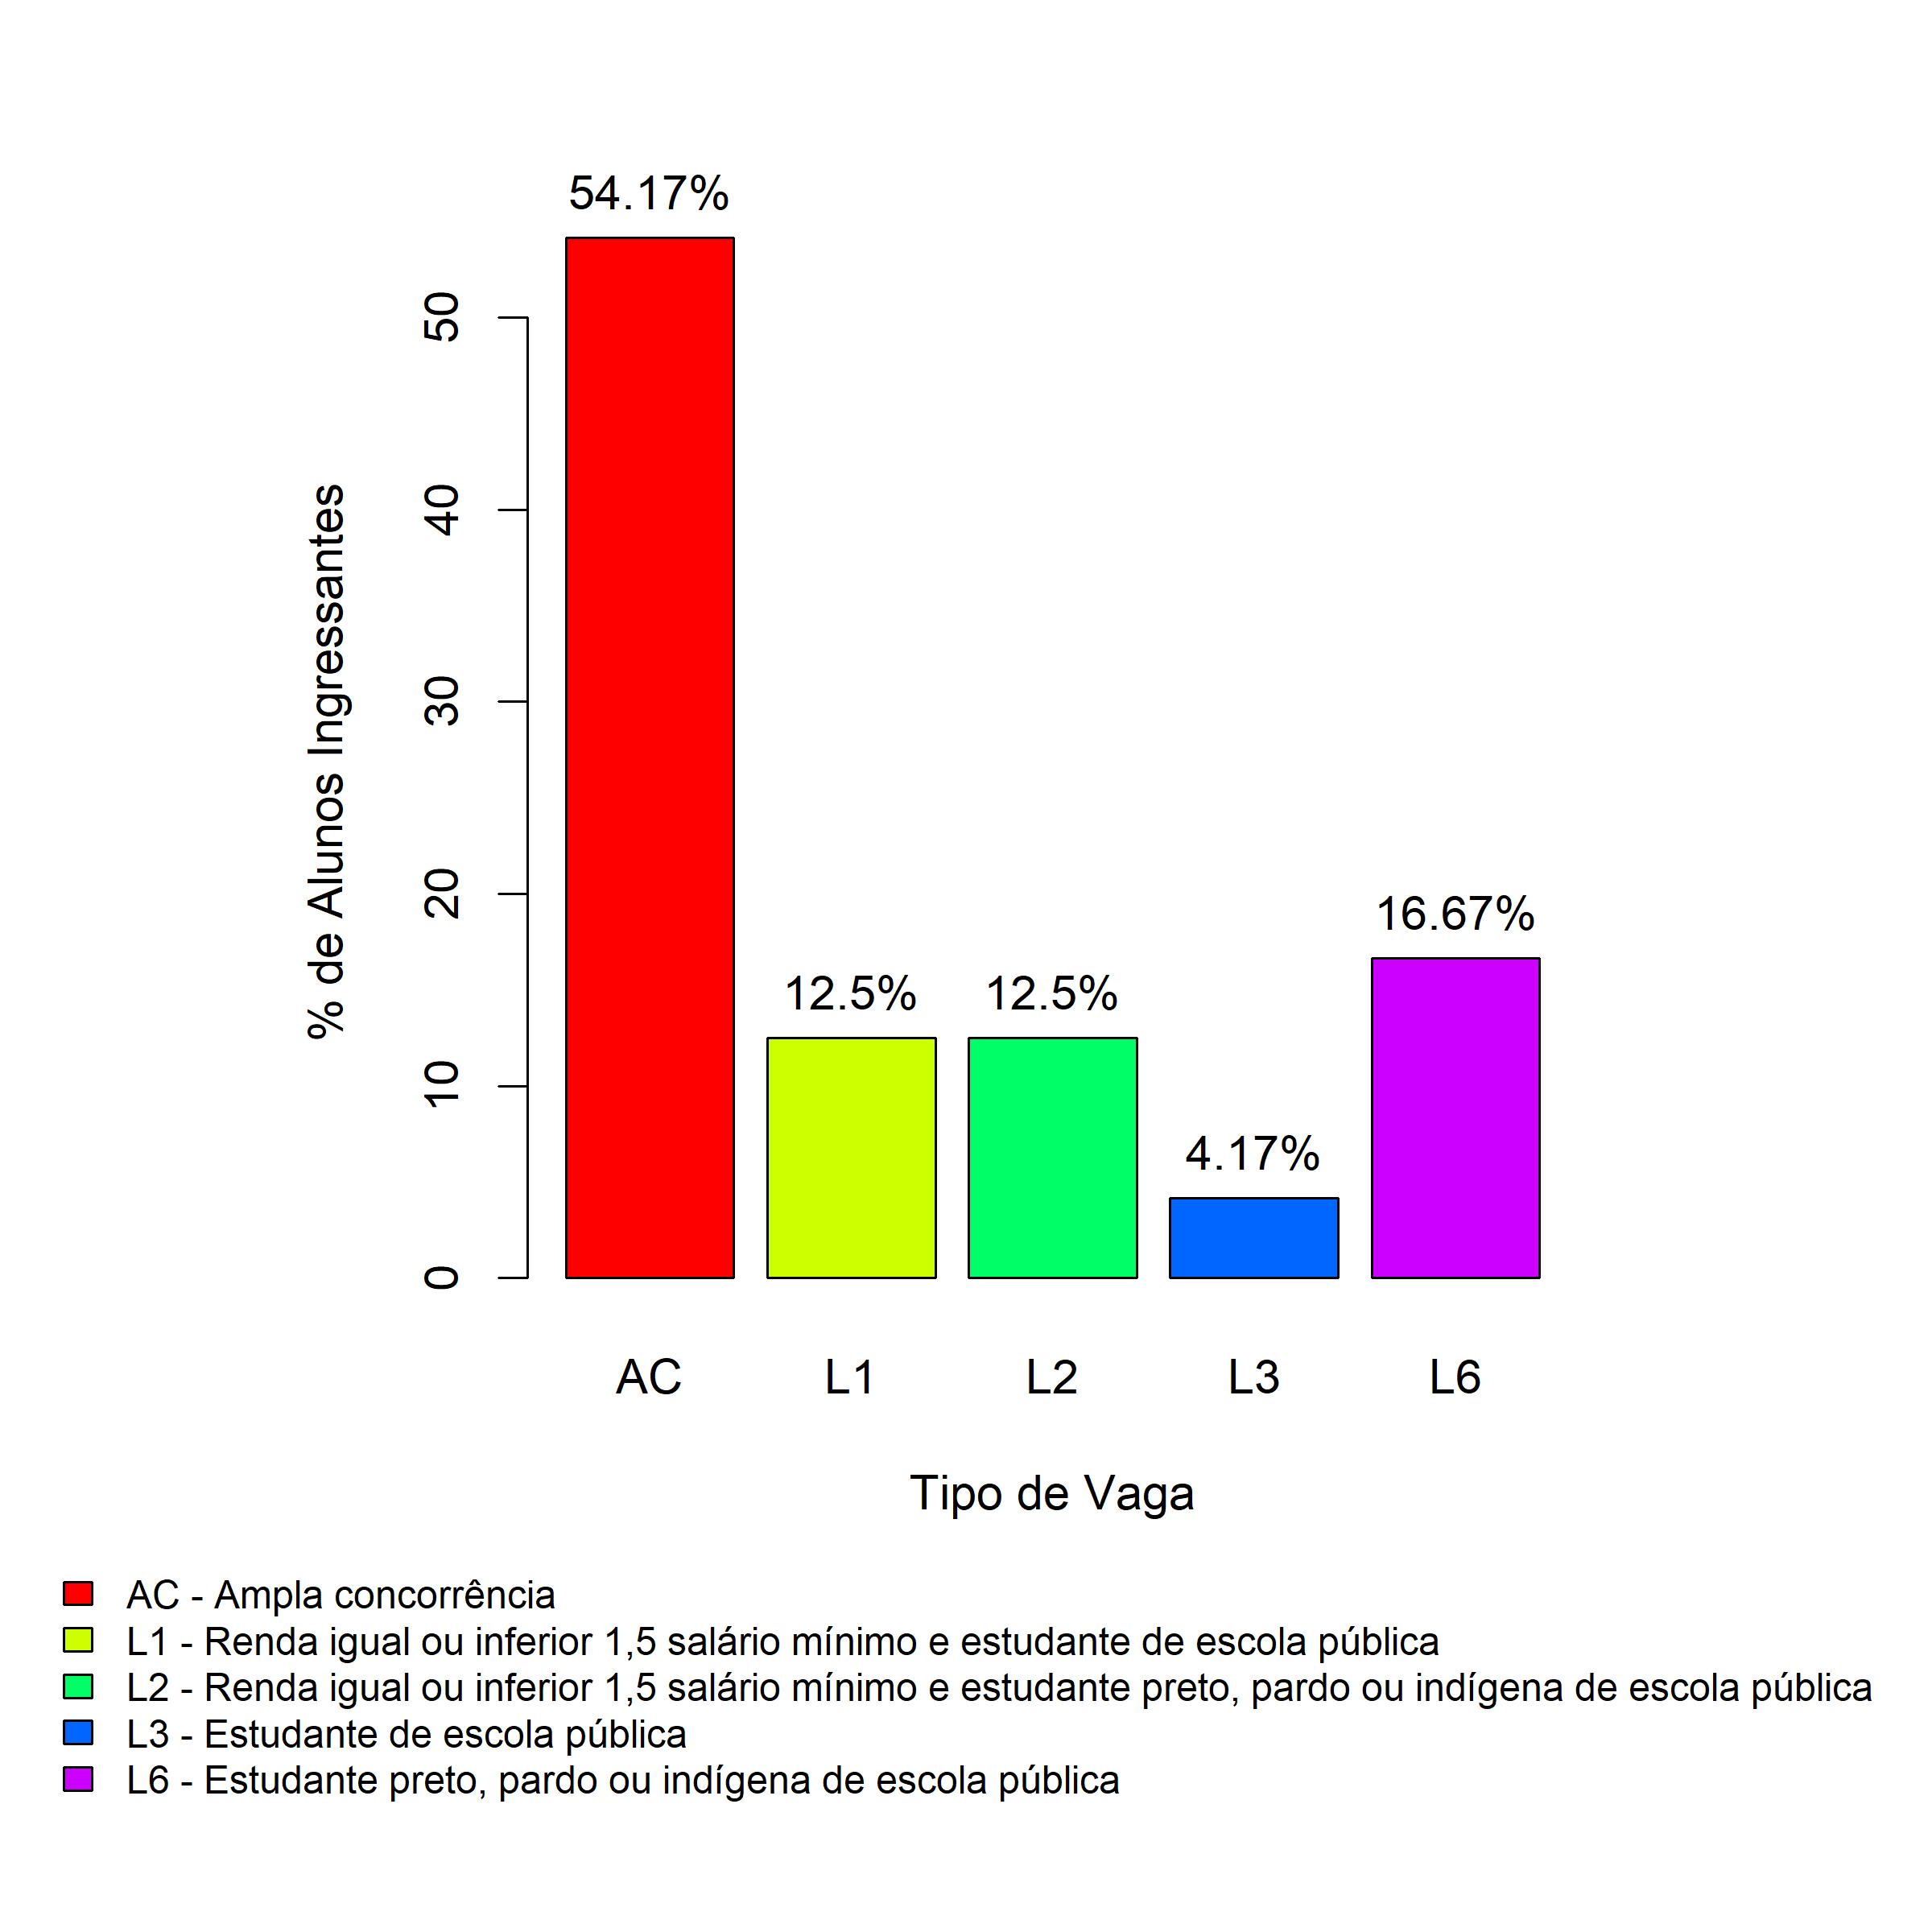 54.17%
50
40
30
20
10
0
% de Alunos Ingressantes
12.5%
12.5%
4.17%
16.67%
AC
L1
L2
L3
L6
Tipo de Vaga
AC - Ampla concorrência
L1 - Renda igual ou inferior 1,5 salário mínimo e estudante de escola pública
L2 - Renda igual ou inferior 1,5 salário mínimo e estudante preto, pardo ou indígena de escola pública
L3 - Estudante de escola pública
L6 - Estudante preto, pardo ou indígena de escola pública